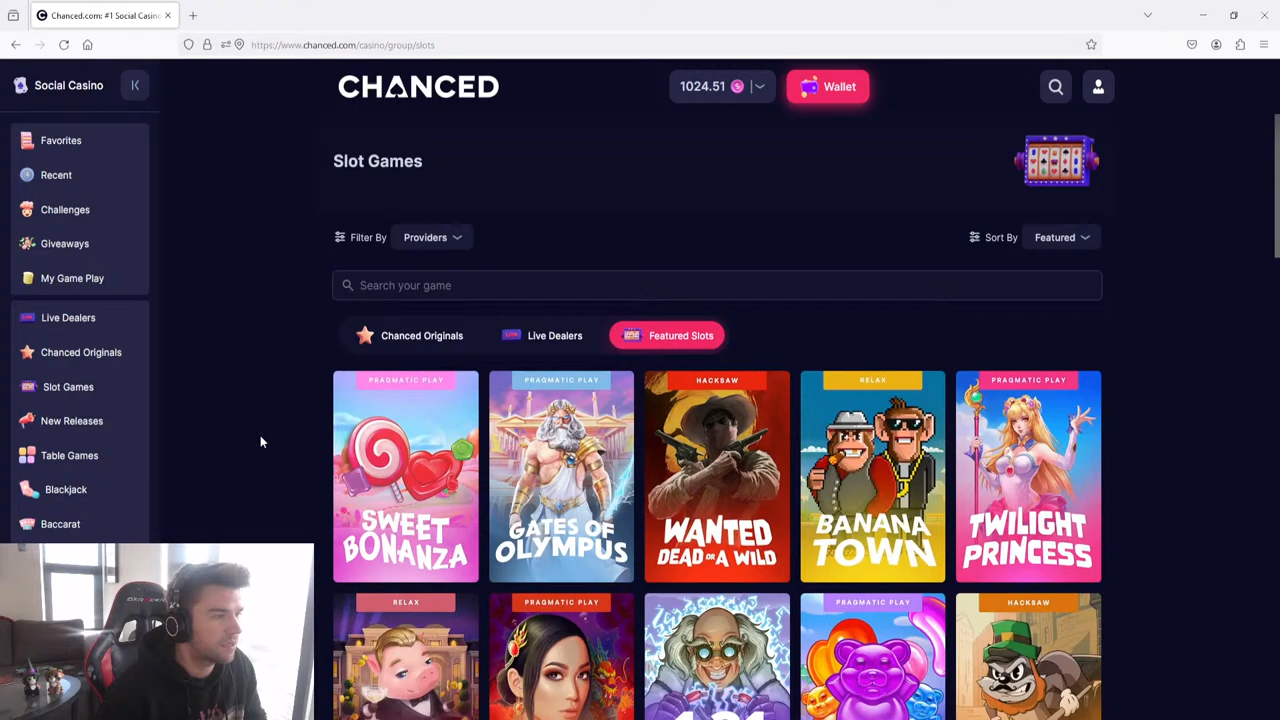 Chanced.com: #1 Social Casino
https://www.chanced.com/casino/group/slots
Social Casino
CHANCED
1024.51
Wallet
Favorites
Recent
Challenges
Giveaways
My Game Play
Live Dealers
Chanced Originals
Slot Games
New Releases
Table Games
Blackjack
Baccarat
Slot Games
Filter By
Providers
Sort By
Featured
Search your game
Chanced Originals
Live Dealers
Featured Slots
PRAGMATIC PLAY
SWEET
BONANZA
PRAGMATIC PLAY
GATES OF
OLYMPUS
HACKSAW
WANTED
DEAD OR A WILD
RELAX
BANANA
TOWN
PRAGMATIC PLAY
TWILIGHT
PRINCESS
RELAX
PRAGMATIC PLAY
PRAGMATIC PLAY
HACKSAW